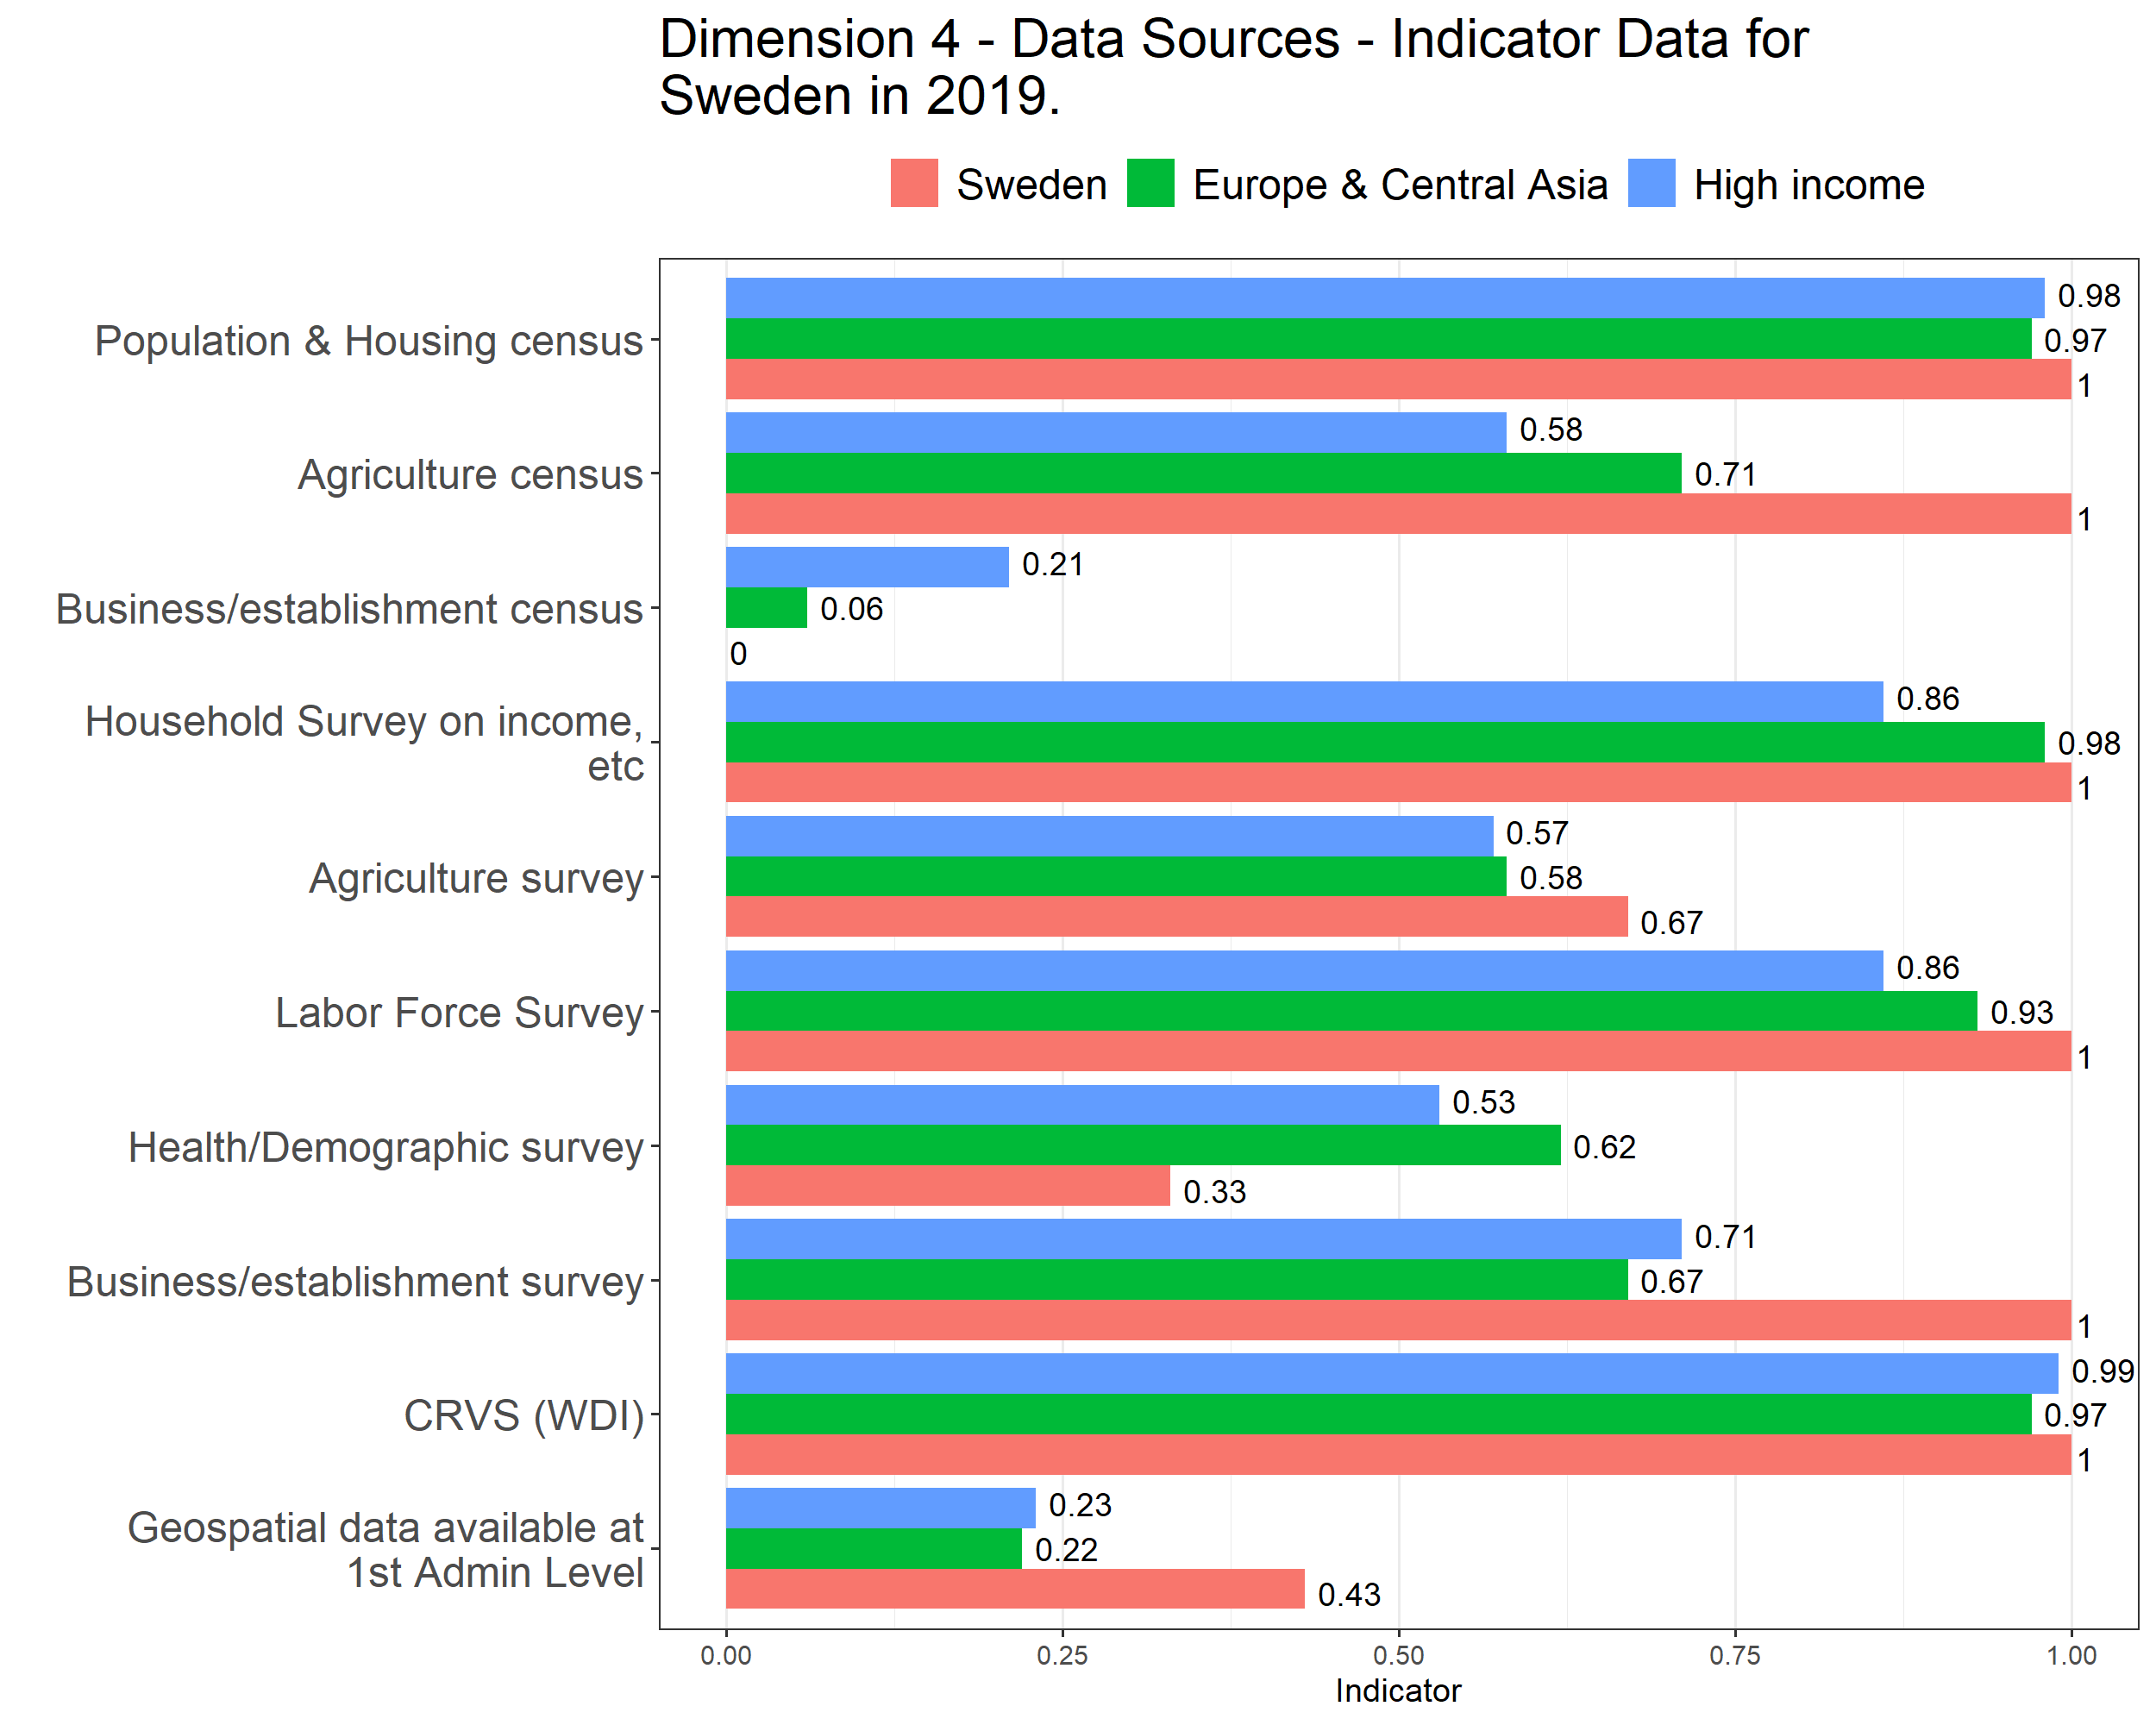 Dimension 4 - Data Sources - Indicator Data for
Sweden in 2019.
Sweden Europe & Central Asia High income
Population & Housing census
0.98
0.97
1
Agriculture census
0.58
0.71
1
Business/establishment census
0.21
0.06
0
Household Survey on income,
etc
0.86
0.98
1
Agriculture survey
0.57
0.58
0.67
Labor Force Survey
0.86
0.93
1
Health/Demographic survey
0.53
0.62
0.33
Business/establishment survey
0.71
0.67
1
CRVS (WDI)
0.99
0.97
1
Geospatial data available at
1st Admin Level
0.23
0.22
0.43
0.00 0.25 0.50 0.75 1.00
Indicator